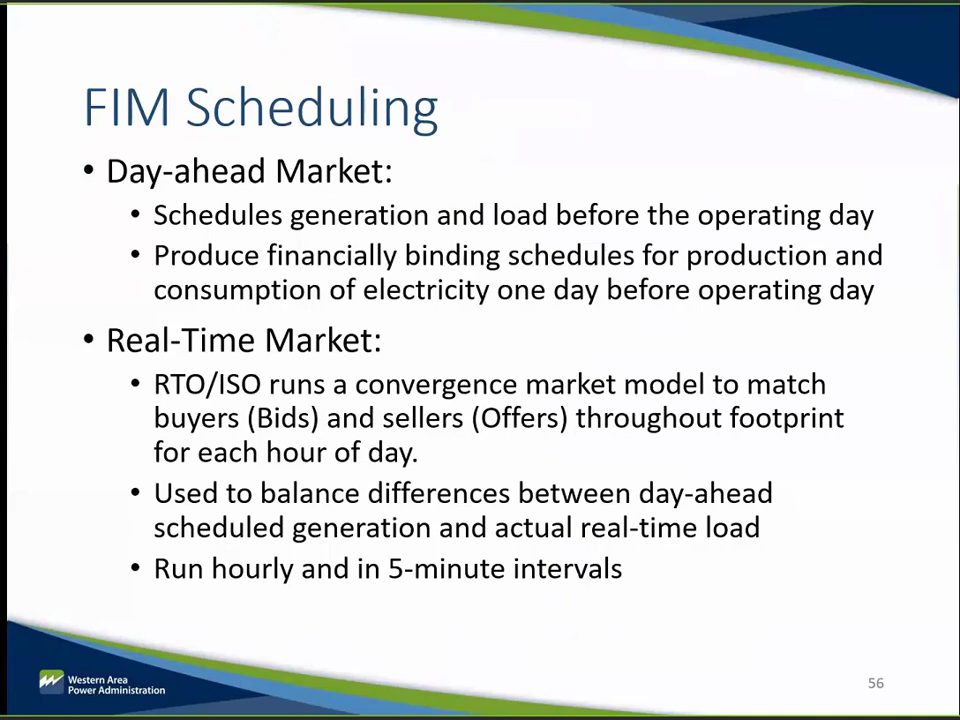 FIM Scheduling
• Day-ahead Market:
• Schedules generation and load before the operating day
• Produce financially binding schedules for production and
consumption of electricity one day before operating day
• Real-Time Market:
• RTO/ISO runs a convergence market model to match
buyers (Bids) and sellers (Offers) throughout footprint
for each hour of day.
• Used to balance differences between day-ahead
scheduled generation and actual real-time load
• Run hourly and in 5-minute intervals
Western Area
Power Administration
56